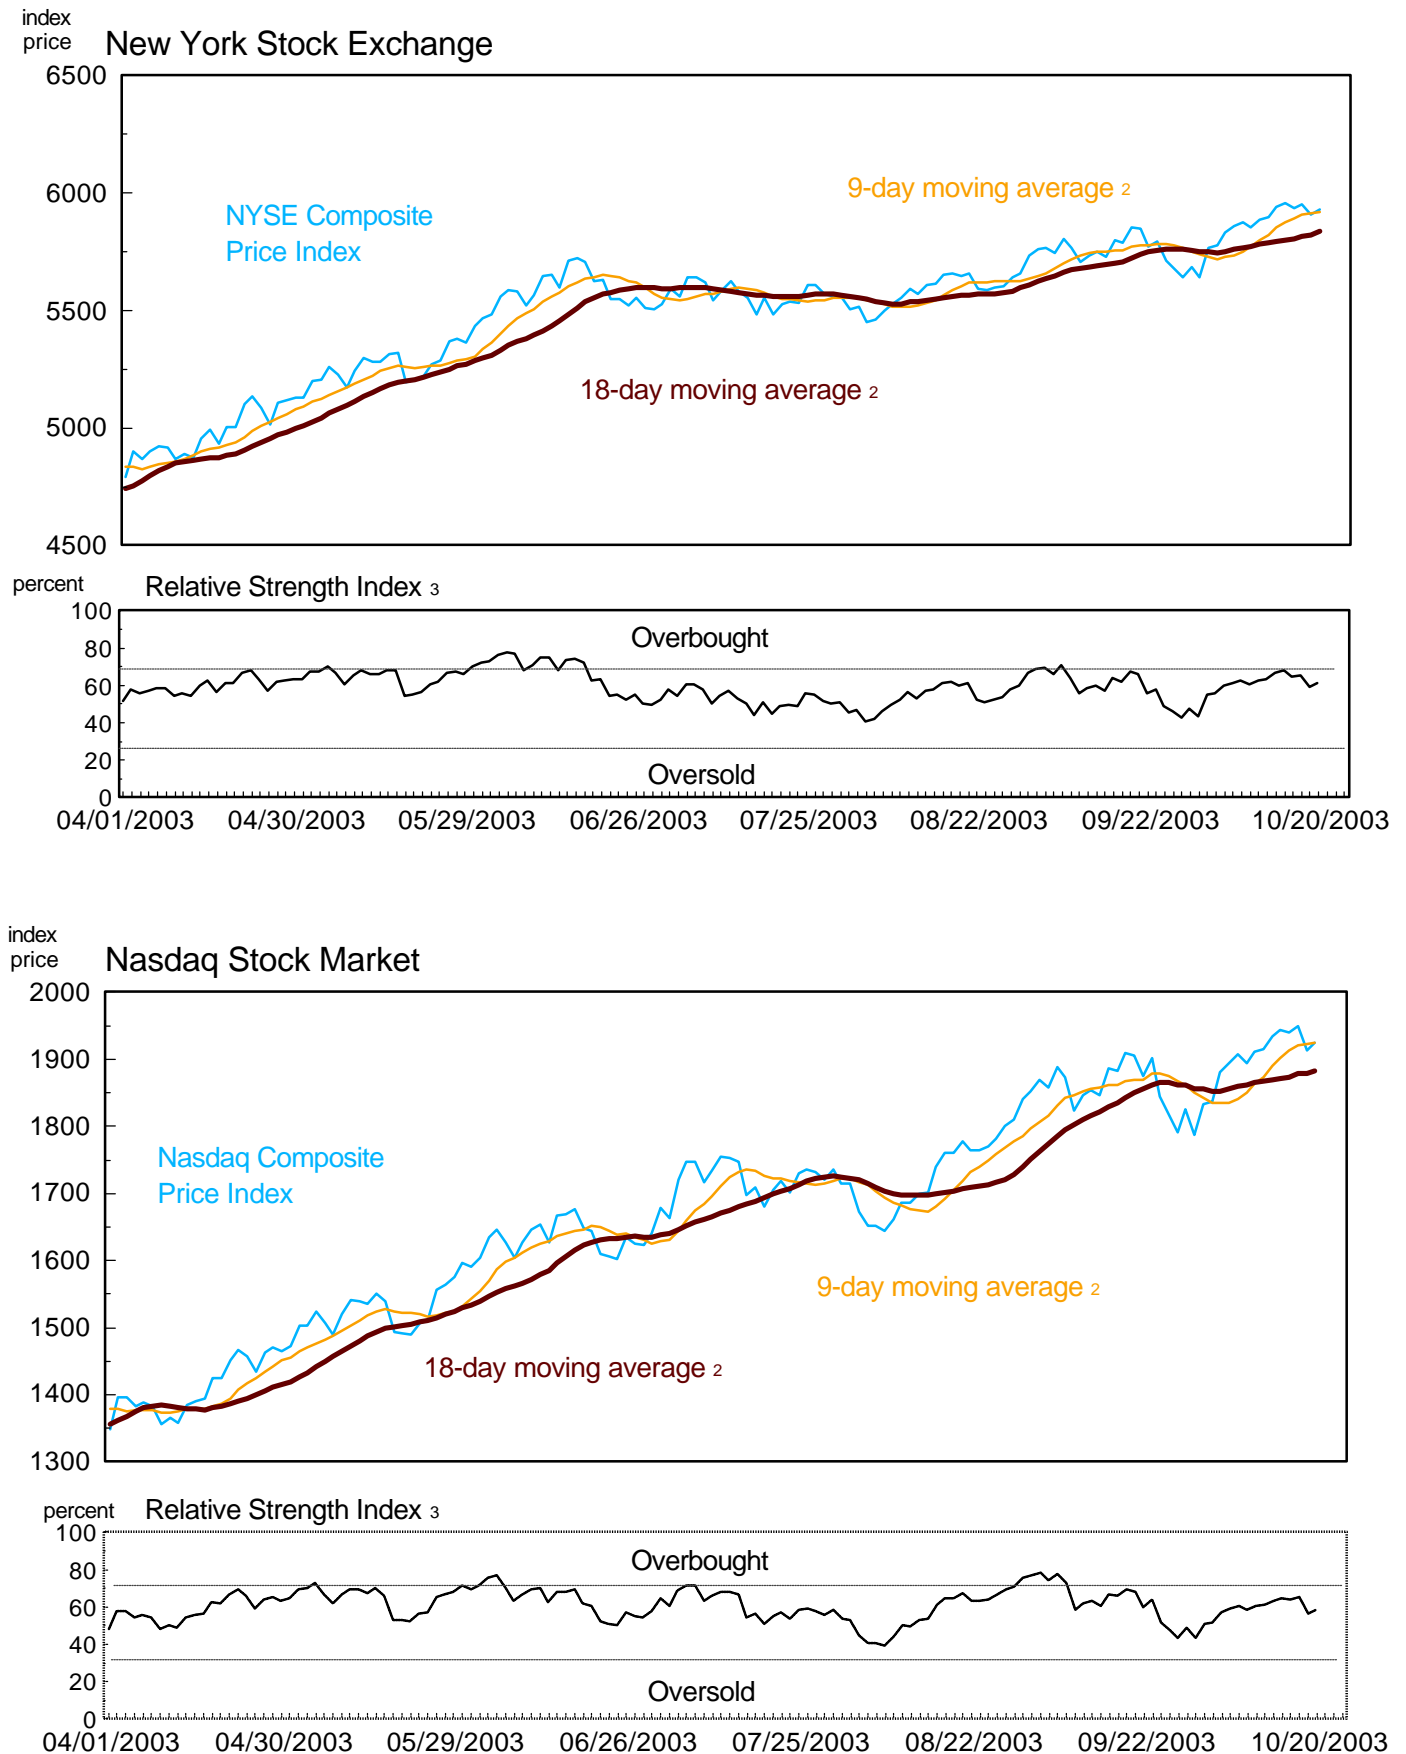 index
price
New York Stock Exchange
6500
6000
5500
5000
4500
9-day moving average 2
NYSE Composite
Price Index
18-day moving average 2
percent
Relative Strength Index 3
100
80
60
40
20
0
Overbought
Oversold
04/01/2003 04/30/2003 05/29/2003 06/26/2003 07/25/2003 08/22/2003 09/22/2003 10/20/2003
index
price
Nasdaq Stock Market
2000
1900
1800
1700
1600
1500
1400
1300
Nasdaq Composite
Price Index
9-day moving average 2
18-day moving average 2
percent
Relative Strength Index 3
100
80
60
40
20
0
Overbought
Oversold
04/01/2003 04/30/2003 05/29/2003 06/26/2003 07/25/2003 08/22/2003 09/22/2003 10/20/2003